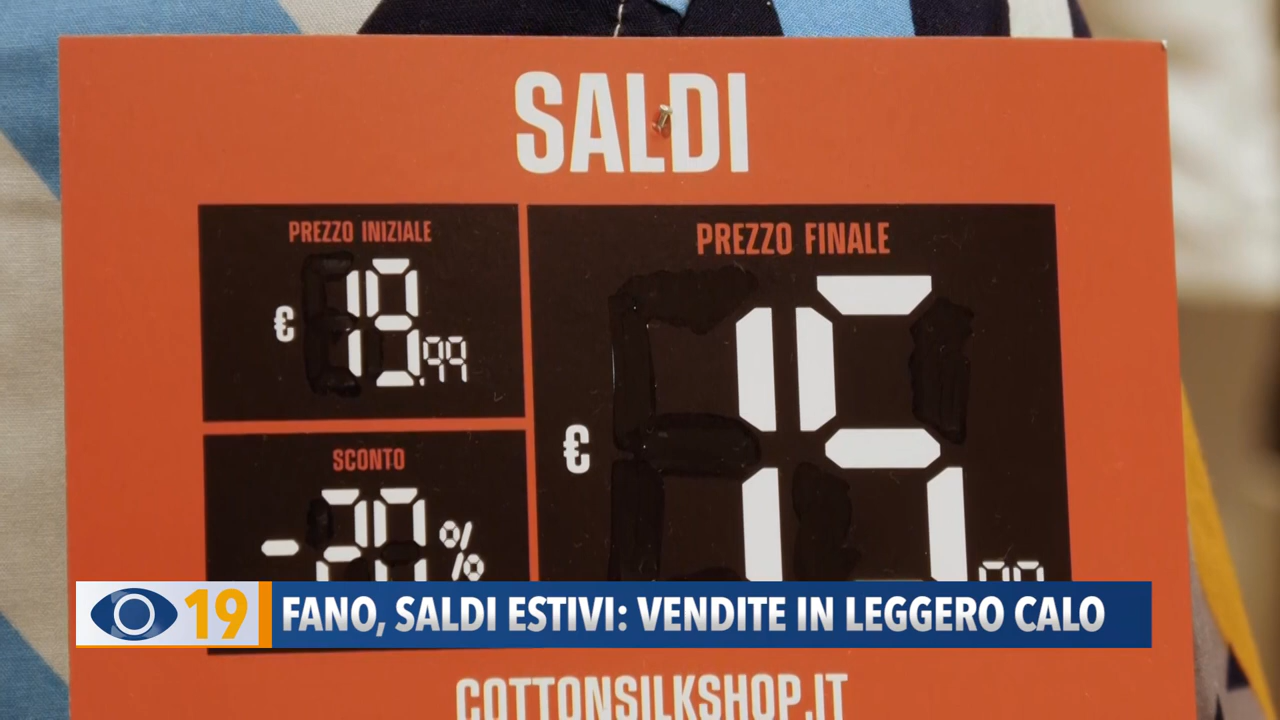 SALDI
PREZZO INIZIALE
€ 19.99
PREZZO FINALE
€ 15
SCONTO
-20%
19
FANO, SALDI ESTIVI: VENDITE IN LEGGERO CALO
COTTONSILKSHOP.IT